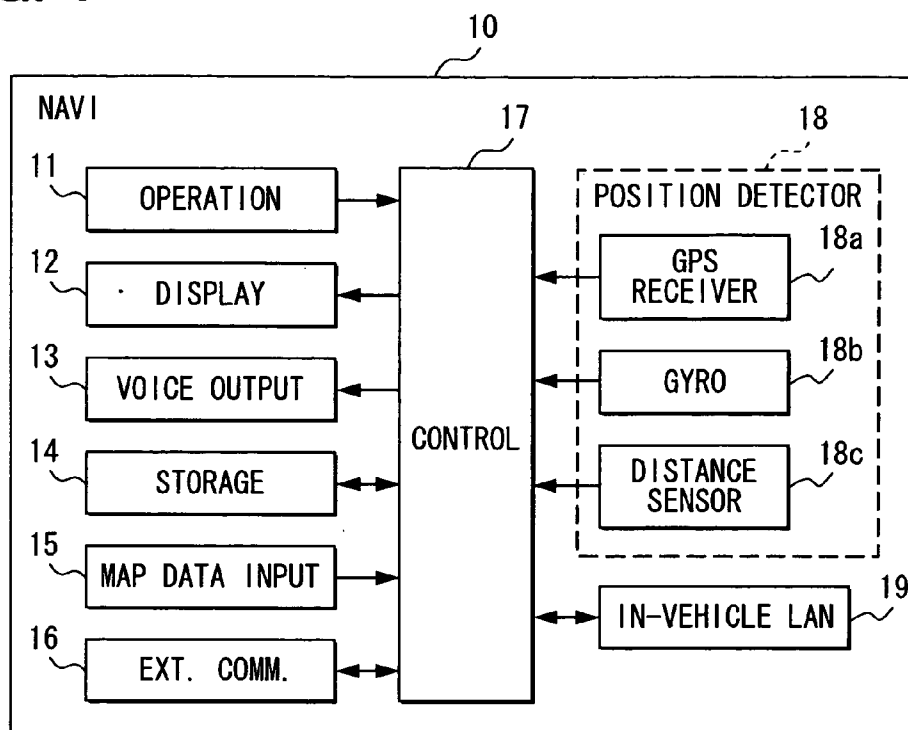 10
NAVI
17
18
11
OPERATION
POSITION DETECTOR
12
DISPLAY
GPS
RECEIVER
18a
13
VOICE OUTPUT
GYRO
18b
CONTROL
14
STORAGE
DISTANCE
SENSOR
18c
15
MAP DATA INPUT
IN-VEHICLE LAN
19
16
EXT. COMM.